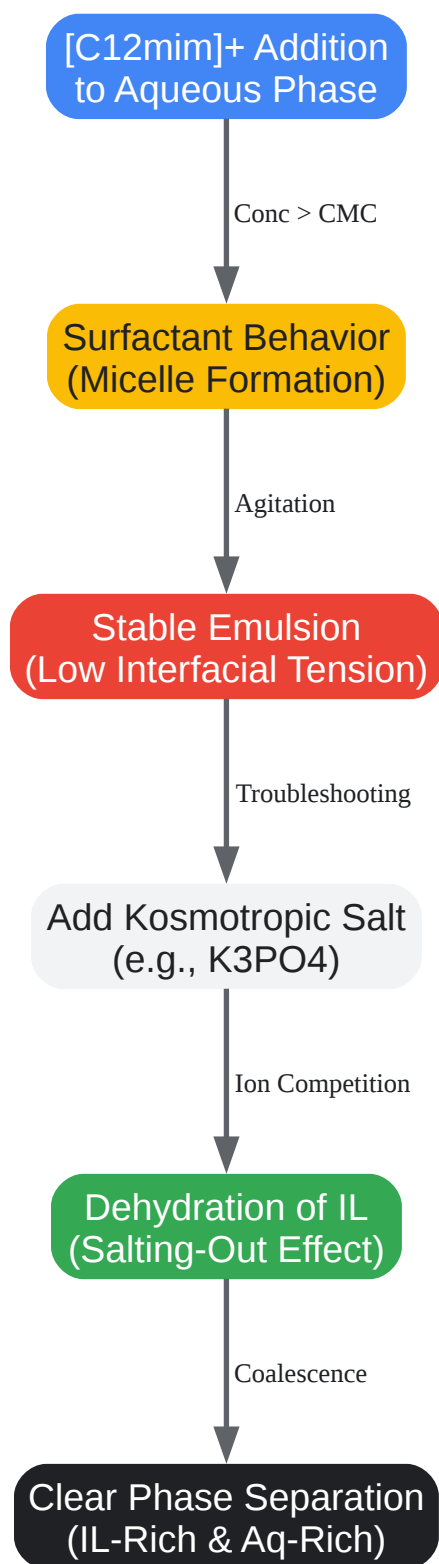 [C12mim]+ Addition
to Aqueous Phase
Conc > CMC
Surfactant Behavior
(Micelle Formation)
Agitation
Stable Emulsion
(Low Interfacial Tension)
Troubleshooting
Add Kosmotropic Salt
(e.g., K3PO4)
Ion Competition
Dehydration of IL
(Salting-Out Effect)
Coalescence
Clear Phase Separation
(IL-Rich & Aq-Rich)